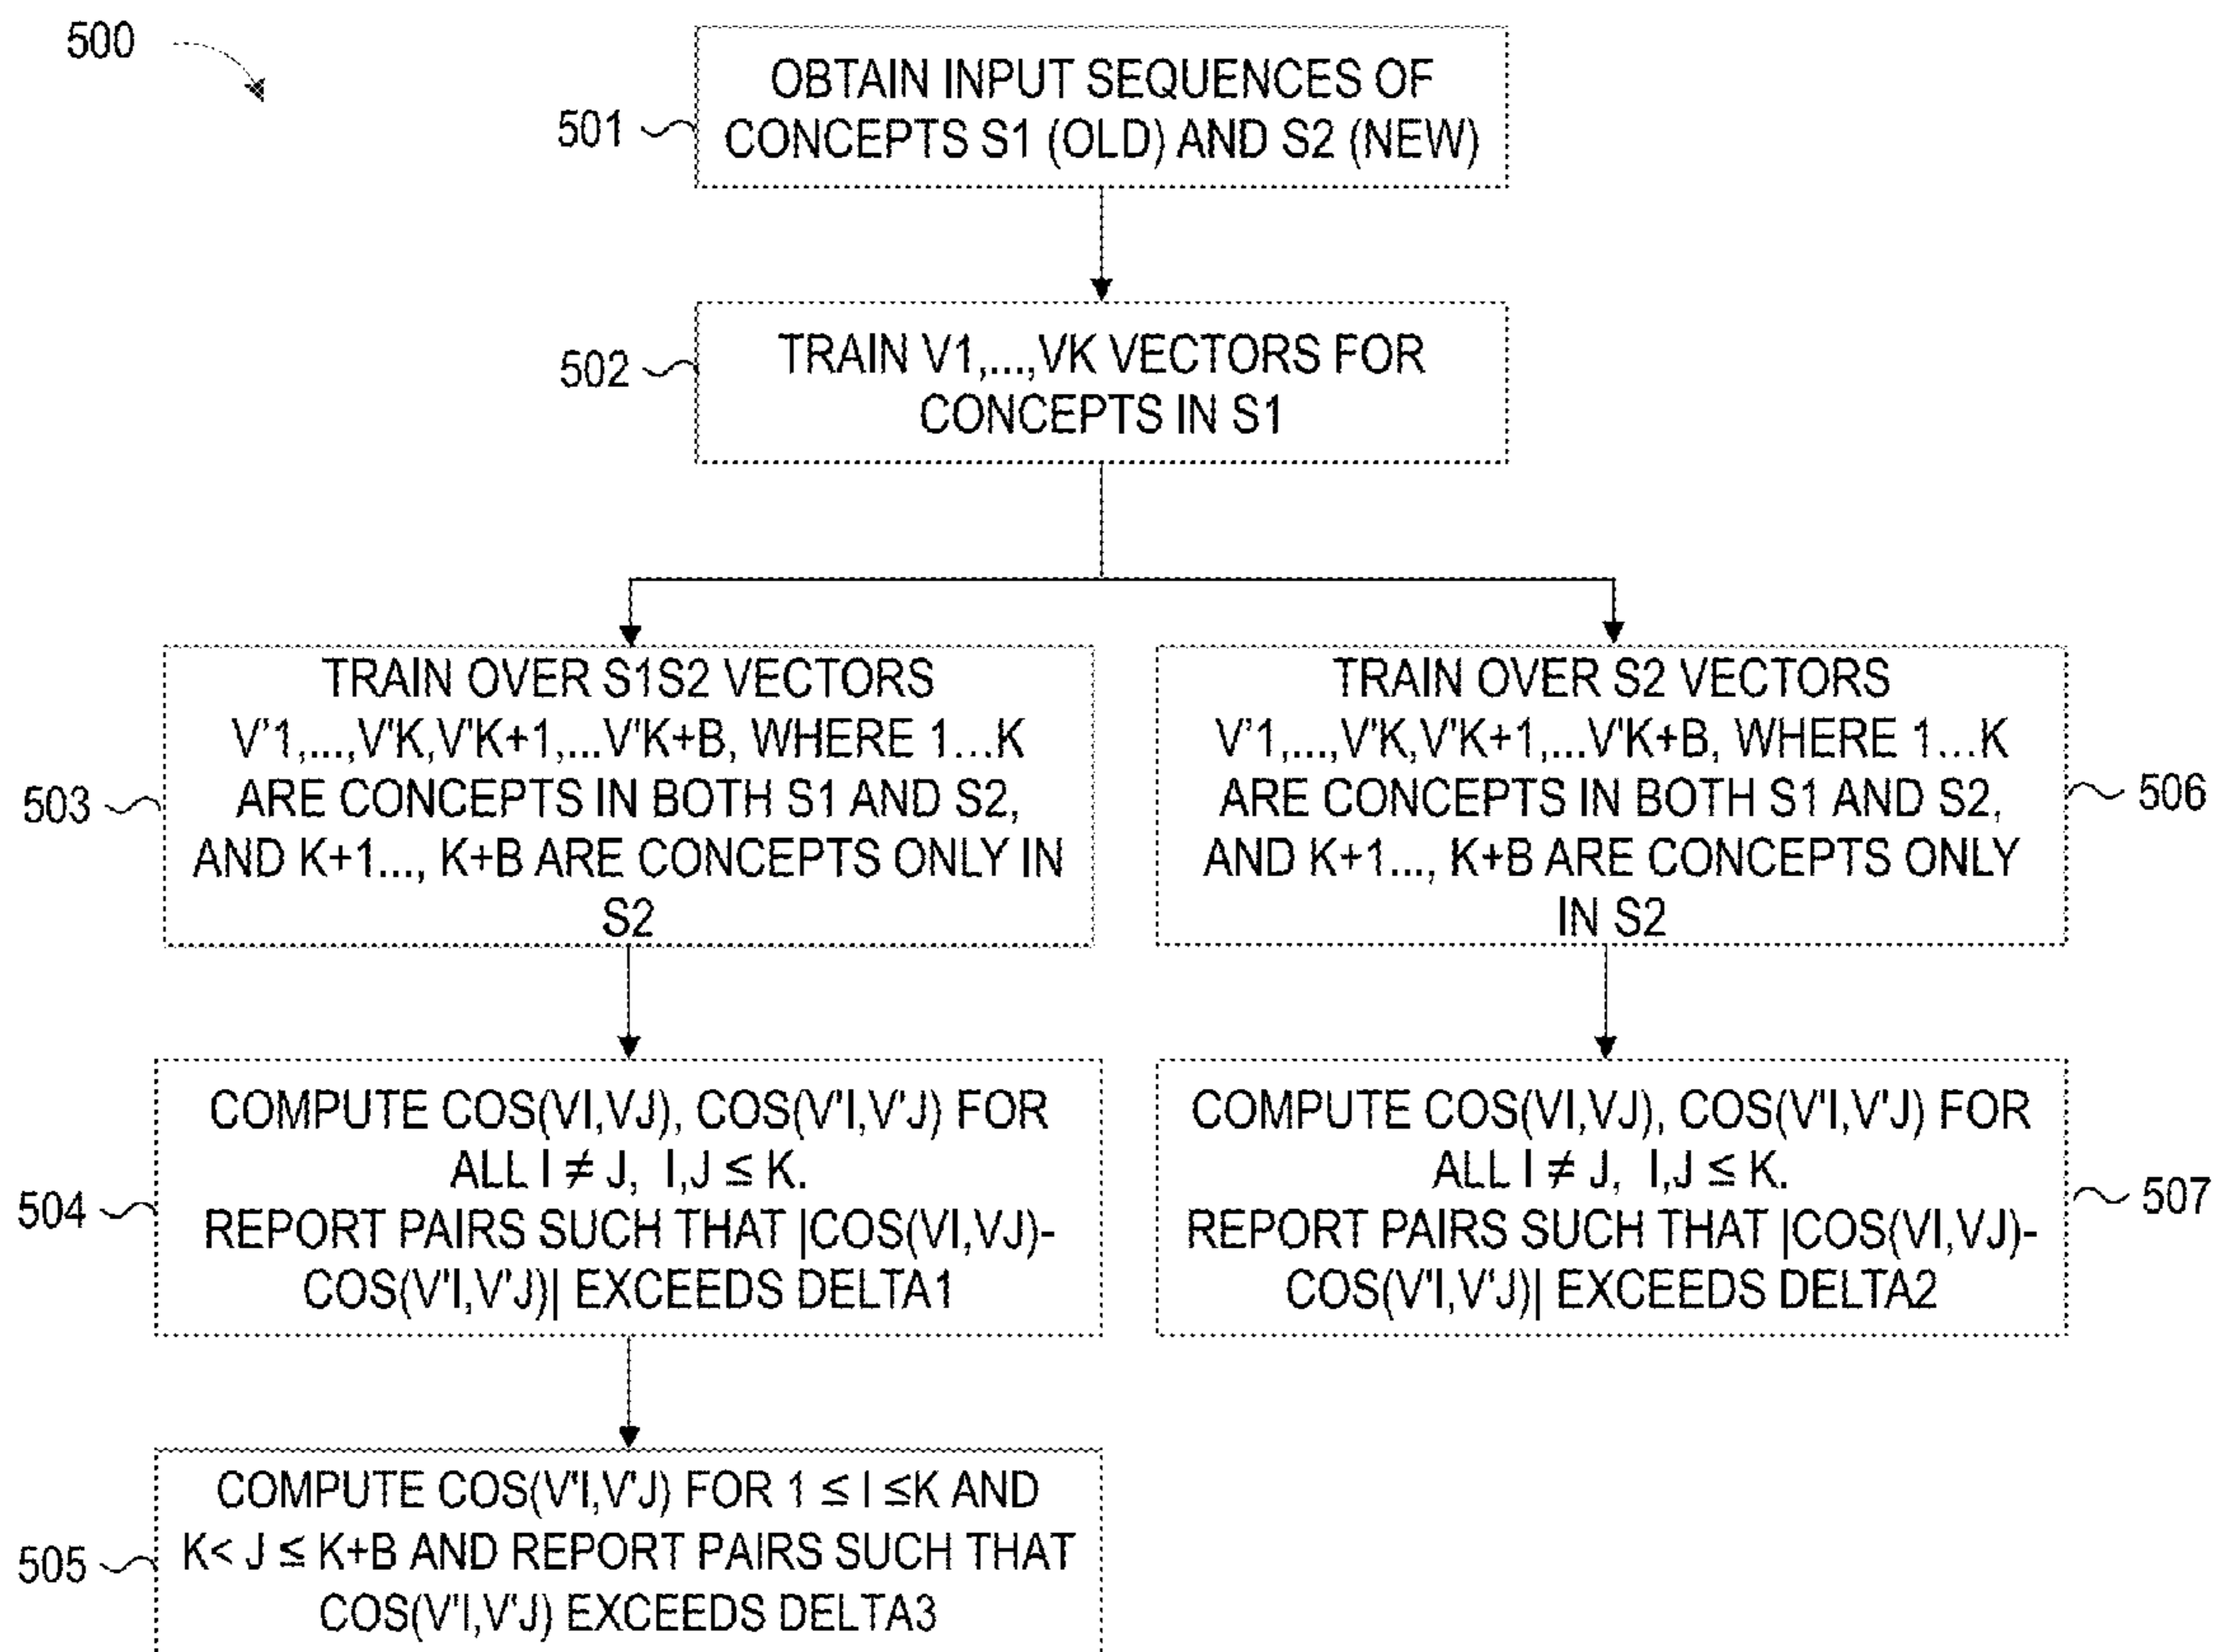 500
OBTAIN INPUT SEQUENCES OF
CONCEPTS S1 (OLD) AND S2 (NEW)
501
TRAIN V1,...,VK VECTORS FOR
CONCEPTS IN S1
502
TRAIN OVER S1S2 VECTORS
V'1,...,V'K,V'K+1,...V'K+B, WHERE 1...K
ARE CONCEPTS IN BOTH S1 AND S2,
AND K+1..., K+B ARE CONCEPTS ONLY IN
S2
503
TRAIN OVER S2 VECTORS
V'1,...,V'K,V'K+1,...V'K+B, WHERE 1...K
ARE CONCEPTS IN BOTH S1 AND S2,
AND K+1..., K+B ARE CONCEPTS ONLY
IN S2
506
COMPUTE COS(VI,VJ), COS(V'I,V'J) FOR
ALL I ≠ J, I,J ≤ K.
REPORT PAIRS SUCH THAT |COS(VI,VJ)-
COS(V'I,V'J)| EXCEEDS DELTA1
504
COMPUTE COS(VI,VJ), COS(V'I,V'J) FOR
ALL I ≠ J, I,J ≤ K.
REPORT PAIRS SUCH THAT |COS(VI,VJ)-
COS(V'I,V'J)| EXCEEDS DELTA2
507
COMPUTE COS(V'I,V'J) FOR 1 ≤ I ≤K AND
K< J ≤ K+B AND REPORT PAIRS SUCH THAT
COS(V'I,V'J) EXCEEDS DELTA3
505